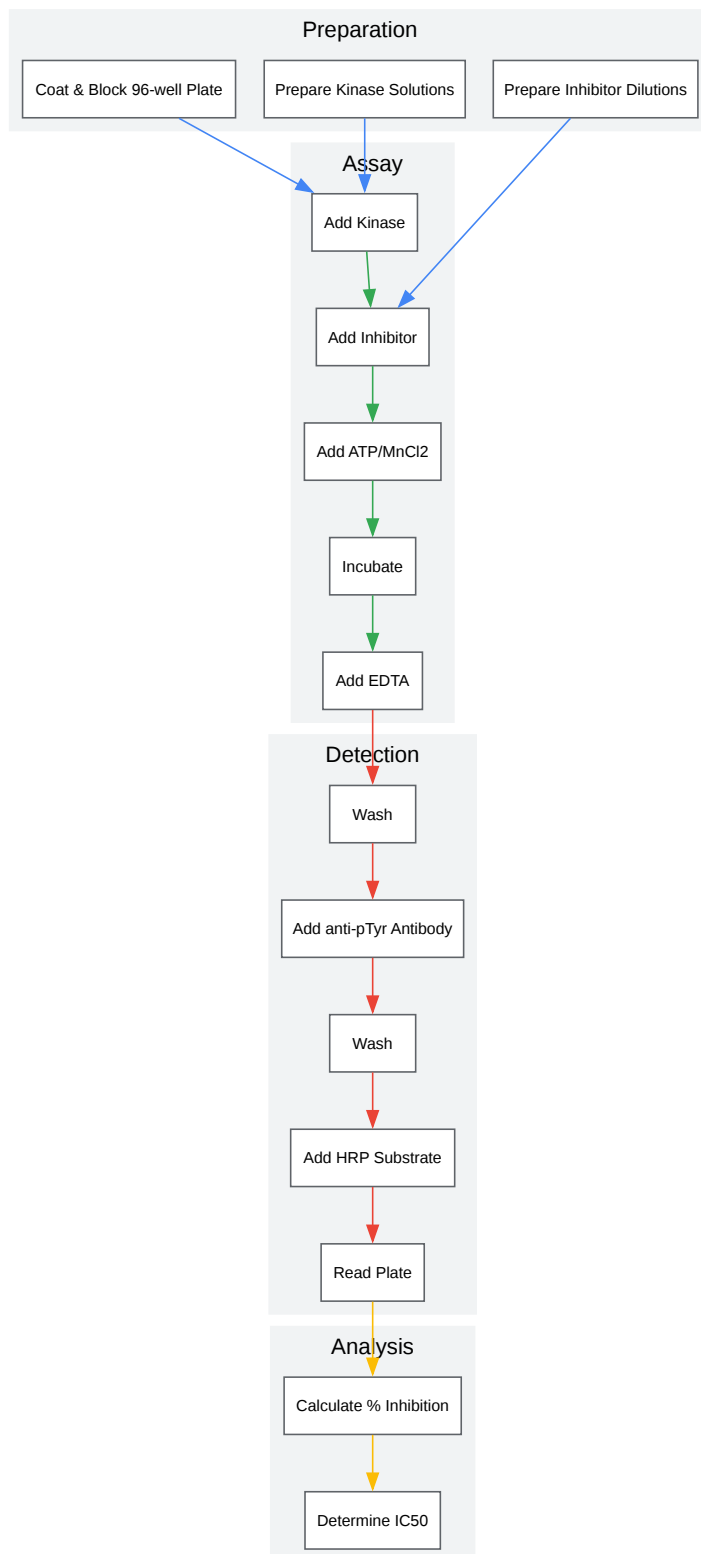 Preparation
Coat & Block 96-well Plate
Prepare Kinase Solutions
Prepare Inhibitor Dilutions
Assay
Add Kinase
Add Inhibitor
Add ATP/MnCl2
Incubate
Add EDTA
Detection
Wash
Add anti-pTyr Antibody
Wash
Add HRP Substrate
Read Plate
Analysis
Calculate % Inhibition
Determine IC50